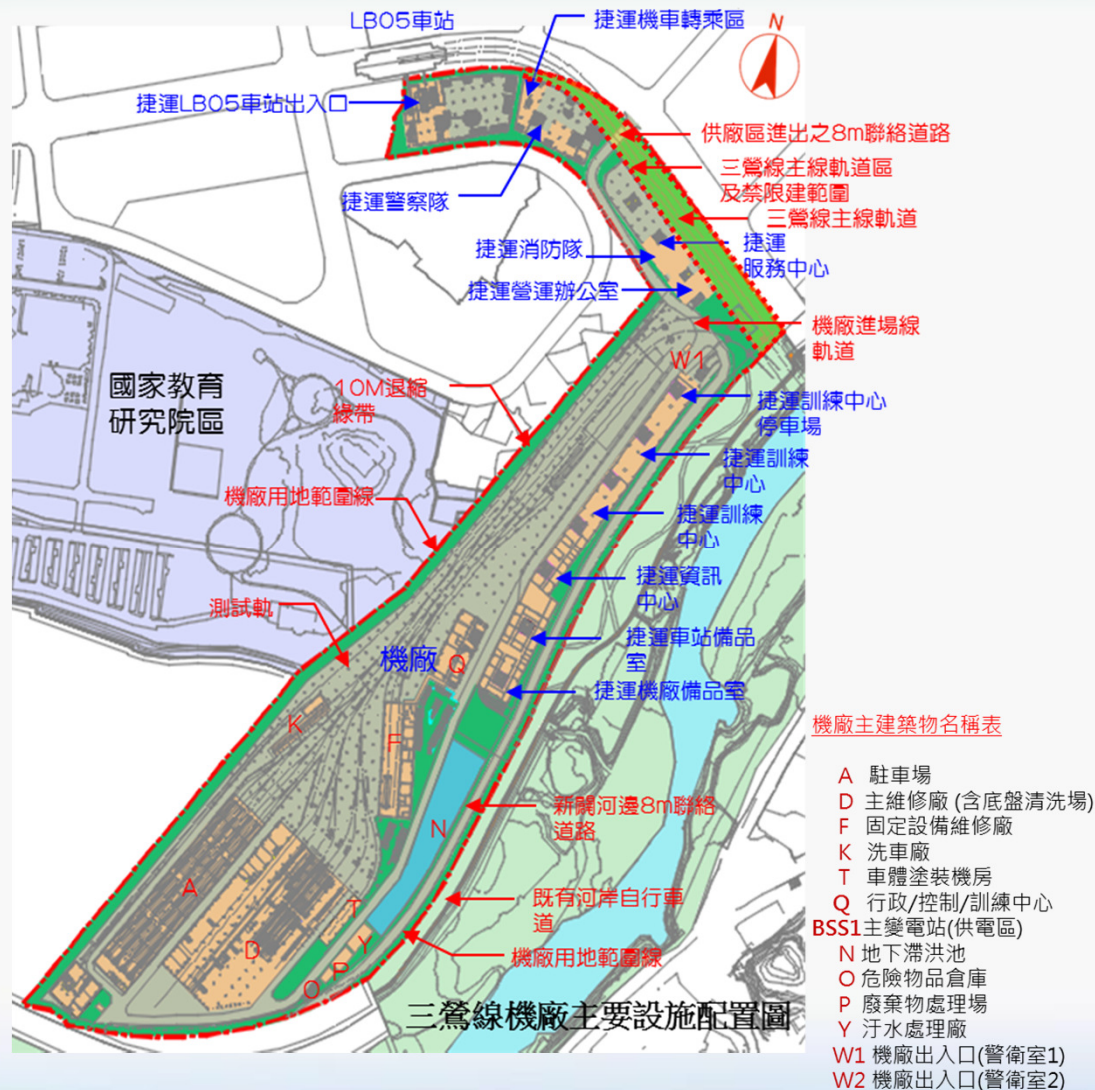 LB05車站
捷運機車轉乘區
N
捷運LB05車站出入口
供廠區進出之8m聯絡道路
三鶯線主線軌道區
及禁限建範圍
捷運警察隊
三鶯線主線軌道
捷運消防隊
捷運
服務中心
捷運營運辦公室
機廠進場線
軌道
W1
國家教育
研究院區
10M退縮
綠帶
捷運訓練中心
停車場
捷運訓練
中心
機廠用地範圍線
捷運訓練
中心
捷運資訊
中心
測試軌
捷運車站備品
室
機廠
Q
捷運機廠備品室
K
F
新闢河邊8m聯絡
道路
N
A
既有河岸自行車
道
T
D
Y
機廠用地範圍線
P
O
三鶯線機廠主要設施配置圖
機廠主建築物名稱表
A 駐車場
D 主維修廠 (含底盤清洗場)
F 固定設備維修廠
K 洗車廠
T 車體塗裝機房
Q 行政/控制/訓練中心
BSS1主變電站(供電區)
N 地下滯洪池
O 危險物品倉庫
P 廢棄物處理場
Y 汙水處理廠
W1 機廠出入口(警衛室1)
W2 機廠出入口(警衛室2)